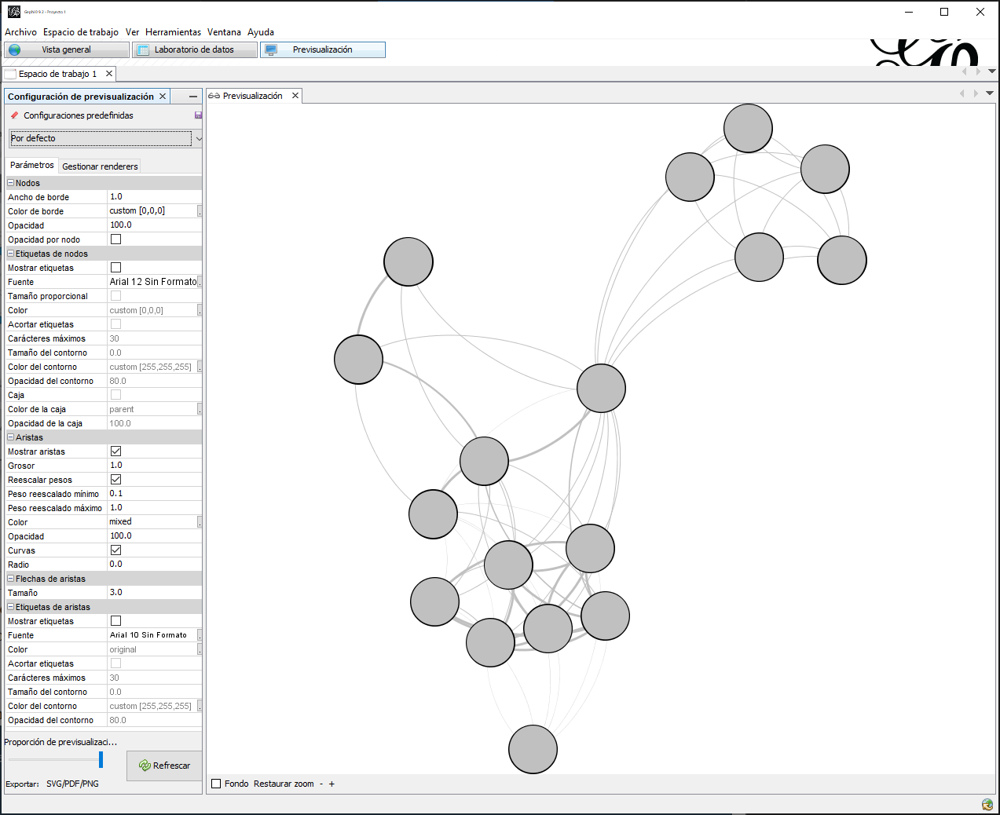 Gephi 0.9.2 - Proyecto 1
Archivo Espacio de trabajo Ver Herramientas Ventana Ayuda
Vista general Laboratorio de datos Previsualización
Espacio de trabajo 1
Configuración de previsualización
Previsualización
Configuraciones predefinidas
Por defecto
Parámetros Gestionar renderers
Nodos
Ancho de borde 1.0
Color de borde custom [0,0,0]
Opacidad 100.0
Opacidad por nodo
Etiquetas de nodos
Mostrar etiquetas
Fuente Arial 12 Sin Formato
Tamaño proporcional
Color custom [0,0,0]
Acortar etiquetas
Carácteres máximos 30
Tamaño del contorno 0.0
Color del contorno custom [255,255,255]
Opacidad del contorno 80.0
Caja
Color de la caja parent
Opacidad de la caja 100.0
Aristas
Mostrar aristas
Grosor 1.0
Reescalar pesos
Peso reescalado mínimo 0.1
Peso reescalado máximo 1.0
Color mixed
Opacidad 100.0
Curvas
Radio 0.0
Flechas de aristas
Tamaño 3.0
Etiquetas de aristas
Mostrar etiquetas
Fuente Arial 10 Sin Formato
Color original
Acortar etiquetas
Carácteres máximos 30
Tamaño del contorno 0.0
Color del contorno custom [255,255,255]
Opacidad del contorno 80.0
Proporción de previsualizaci...
Refrescar
Exportar: SVG/PDF/PNG
Fondo Restaurar zoom - +